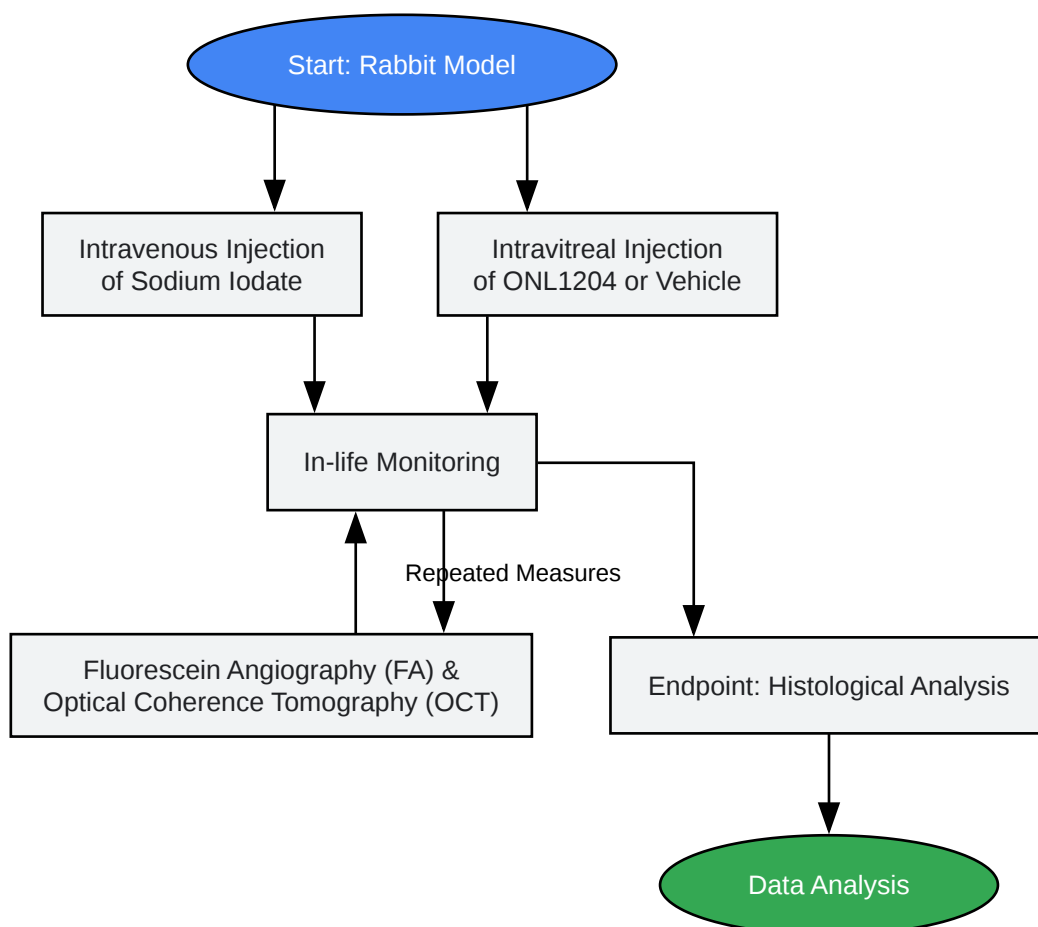 Start: Rabbit Model
Intravenous Injection
of Sodium Iodate
Intravitreal Injection
of ONL1204 or Vehicle
In-life Monitoring
Repeated Measures
Fluorescein Angiography (FA) &
Optical Coherence Tomography (OCT)
Endpoint: Histological Analysis
Data Analysis